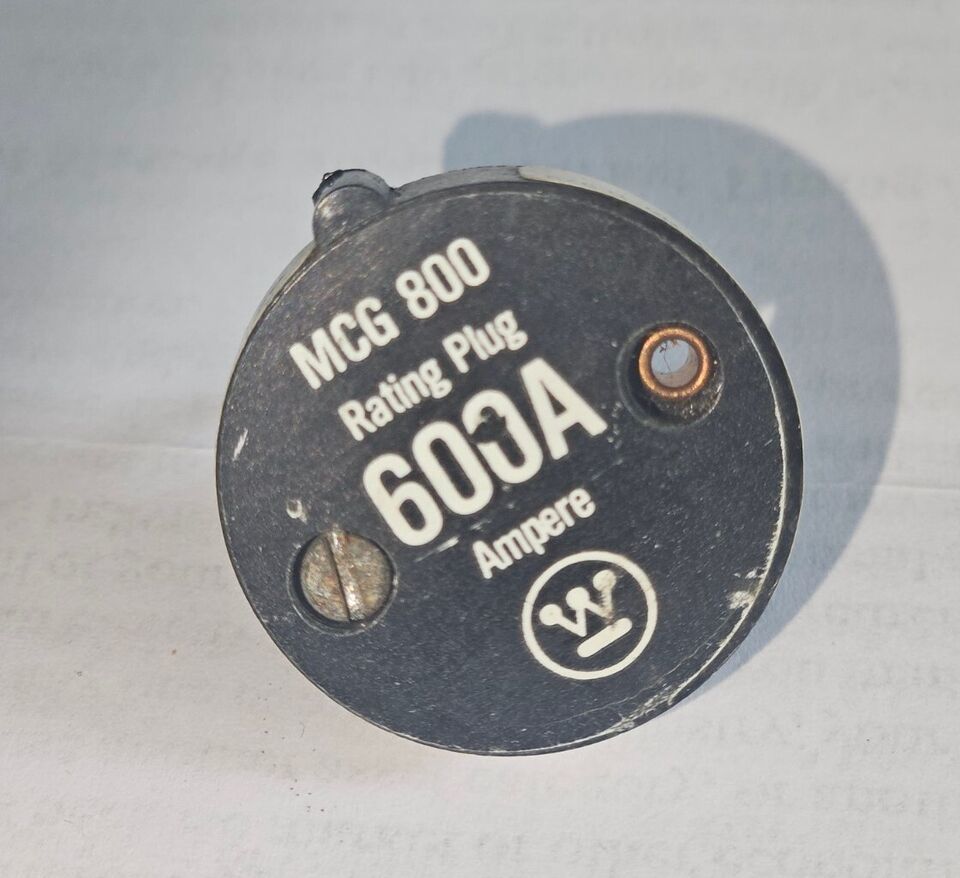 MCG 800
Rating Plug
600A
Ampere
W